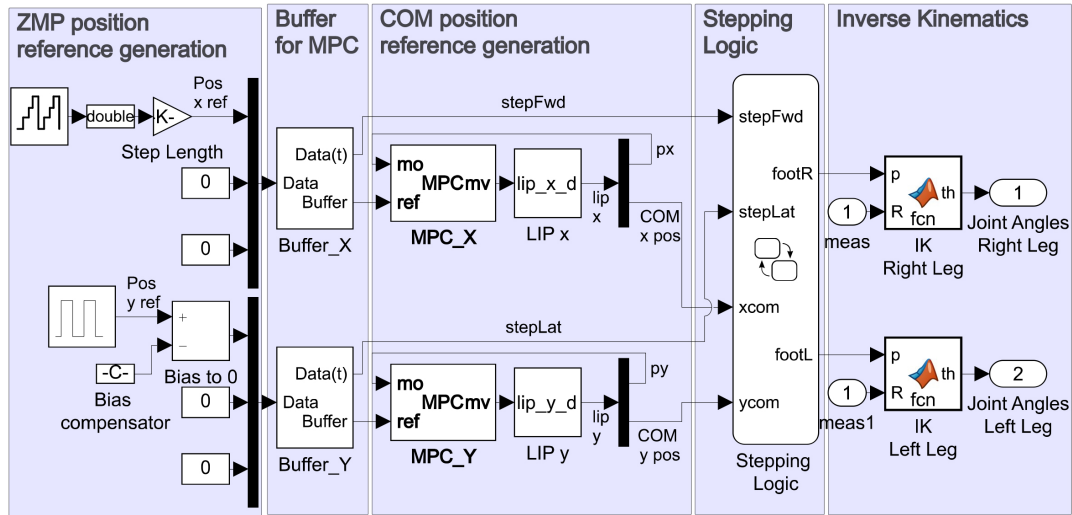 ZMP position
reference generation
Buffer
for MPC
COM position
reference generation
Stepping
Logic
Inverse Kinematics
Pos
x ref
double
K-
Step Length
0
0
Pos
y ref
+
−
-C-
Bias
compensator
Bias to 0
0
0
Data(t)
Data
Buffer
Buffer_X
Data(t)
Data
Buffer
Buffer_Y
stepFwd
mo
MPCmv
ref
MPC_X
lip_x_d
LIP x
lip
x
px
COM
x pos
stepLat
mo
MPCmv
ref
MPC_Y
lip_y_d
LIP y
lip
y
py
COM
y pos
stepFwd
footR
stepLat
xcom
footL
ycom
Stepping
Logic
1
meas
p
R
th
fcn
IK
Right Leg
1
Joint Angles
Right Leg
1
meas1
p
R
th
fcn
IK
Left Leg
2
Joint Angles
Left Leg